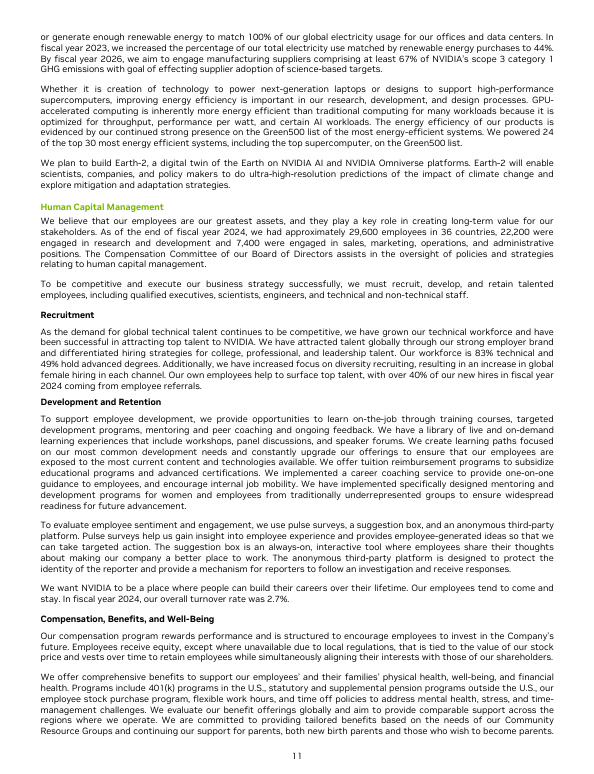 or generate enough renewable energy to match 100% of our global electricity usage for our offices and data centers. In
fiscal year 2023, we increased the percentage of our total electricity use matched by renewable energy purchases to 44%.
By fiscal year 2026, we aim to engage manufacturing suppliers comprising at least 67% of NVIDIA's scope 3 category 1
GHG emissions with goal of effecting supplier adoption of science-based targets.
Whether it is creation of technology to power next-generation laptops or designs to support high-performance
supercomputers, improving energy efficiency is important in our research, development, and design processes. GPU-
accelerated computing is inherently more energy efficient than traditional computing for many workloads because it is
optimized for throughput, performance per watt, and certain AI workloads. The energy efficiency of our products is
evidenced by our continued strong presence on the Green500 list of the most energy-efficient systems. We powered 24
of the top 30 most energy efficient systems, including the top supercomputer, on the Green500 list.
We plan to build Earth-2, a digital twin of the Earth on NVIDIA AI and NVIDIA Omniverse platforms. Earth-2 will enable
scientists, companies, and policy makers to do ultra-high-resolution predictions of the impact of climate change and
explore mitigation and adaptation strategies.
Human Capital Management
We believe that our employees are our greatest assets, and they play a key role in creating long-term value for our
stakeholders. As of the end of fiscal year 2024, we had approximately 29,600 employees in 36 countries, 22,200 were
engaged in research and development and 7,400 were engaged in sales, marketing, operations, and administrative
positions. The Compensation Committee of our Board of Directors assists in the oversight of policies and strategies
relating to human capital management.
To be competitive and execute our business strategy successfully, we must recruit, develop, and retain talented
employees, including qualified executives, scientists, engineers, and technical and non-technical staff.
Recruitment
As the demand for global technical talent continues to be competitive, we have grown our technical workforce and have
been successful in attracting top talent to NVIDIA. We have attracted talent globally through our strong employer brand
and differentiated hiring strategies for college, professional, and leadership talent. Our workforce is 83% technical and
49% hold advanced degrees. Additionally, we have increased focus on diversity recruiting, resulting in an increase in global
female hiring in each channel. Our own employees help to surface top talent, with over 40% of our new hires in fiscal year
2024 coming from employee referrals.
Development and Retention
To support employee development, we provide opportunities to learn on-the-job through training courses, targeted
development programs, mentoring and peer coaching and ongoing feedback. We have a library of live and on-demand
learning experiences that include workshops, panel discussions, and speaker forums. We create learning paths focused
on our most common development needs and constantly upgrade our offerings to ensure that our employees are
exposed to the most current content and technologies available. We offer tuition reimbursement programs to subsidize
educational programs and advanced certifications. We implemented a career coaching service to provide one-on-one
guidance to employees, and encourage internal job mobility. We have implemented specifically designed mentoring and
development programs for women and employees from traditionally underrepresented groups to ensure widespread
readiness for future advancement.
To evaluate employee sentiment and engagement, we use pulse surveys, a suggestion box, and an anonymous third-party
platform. Pulse surveys help us gain insight into employee experience and provides employee-generated ideas so that we
can take targeted action. The suggestion box is an always-on, interactive tool where employees share their thoughts
about making our company a better place to work. The anonymous third-party platform is designed to protect the
identity of the reporter and provide a mechanism for reporters to follow an investigation and receive responses.
We want NVIDIA to be a place where people can build their careers over their lifetime. Our employees tend to come and
stay. In fiscal year 2024, our overall turnover rate was 2.7%.
Compensation, Benefits, and Well-Being
Our compensation program rewards performance and is structured to encourage employees to invest in the Company's
future. Employees receive equity, except where unavailable due to local regulations, that is tied to the value of our stock
price and vests over time to retain employees while simultaneously aligning their interests with those of our shareholders.
We offer comprehensive benefits to support our employees' and their families' physical health, well-being, and financial
health. Programs include 401(k) programs in the U.S., statutory and supplemental pension programs outside the U.S., our
employee stock purchase program, flexible work hours, and time off policies to address mental health, stress, and time-
management challenges. We evaluate our benefit offerings globally and aim to provide comparable support across the
regions where we operate. We are committed to providing tailored benefits based on the needs of our Community
Resource Groups and continuing our support for parents, both new birth parents and those who wish to become parents.
11